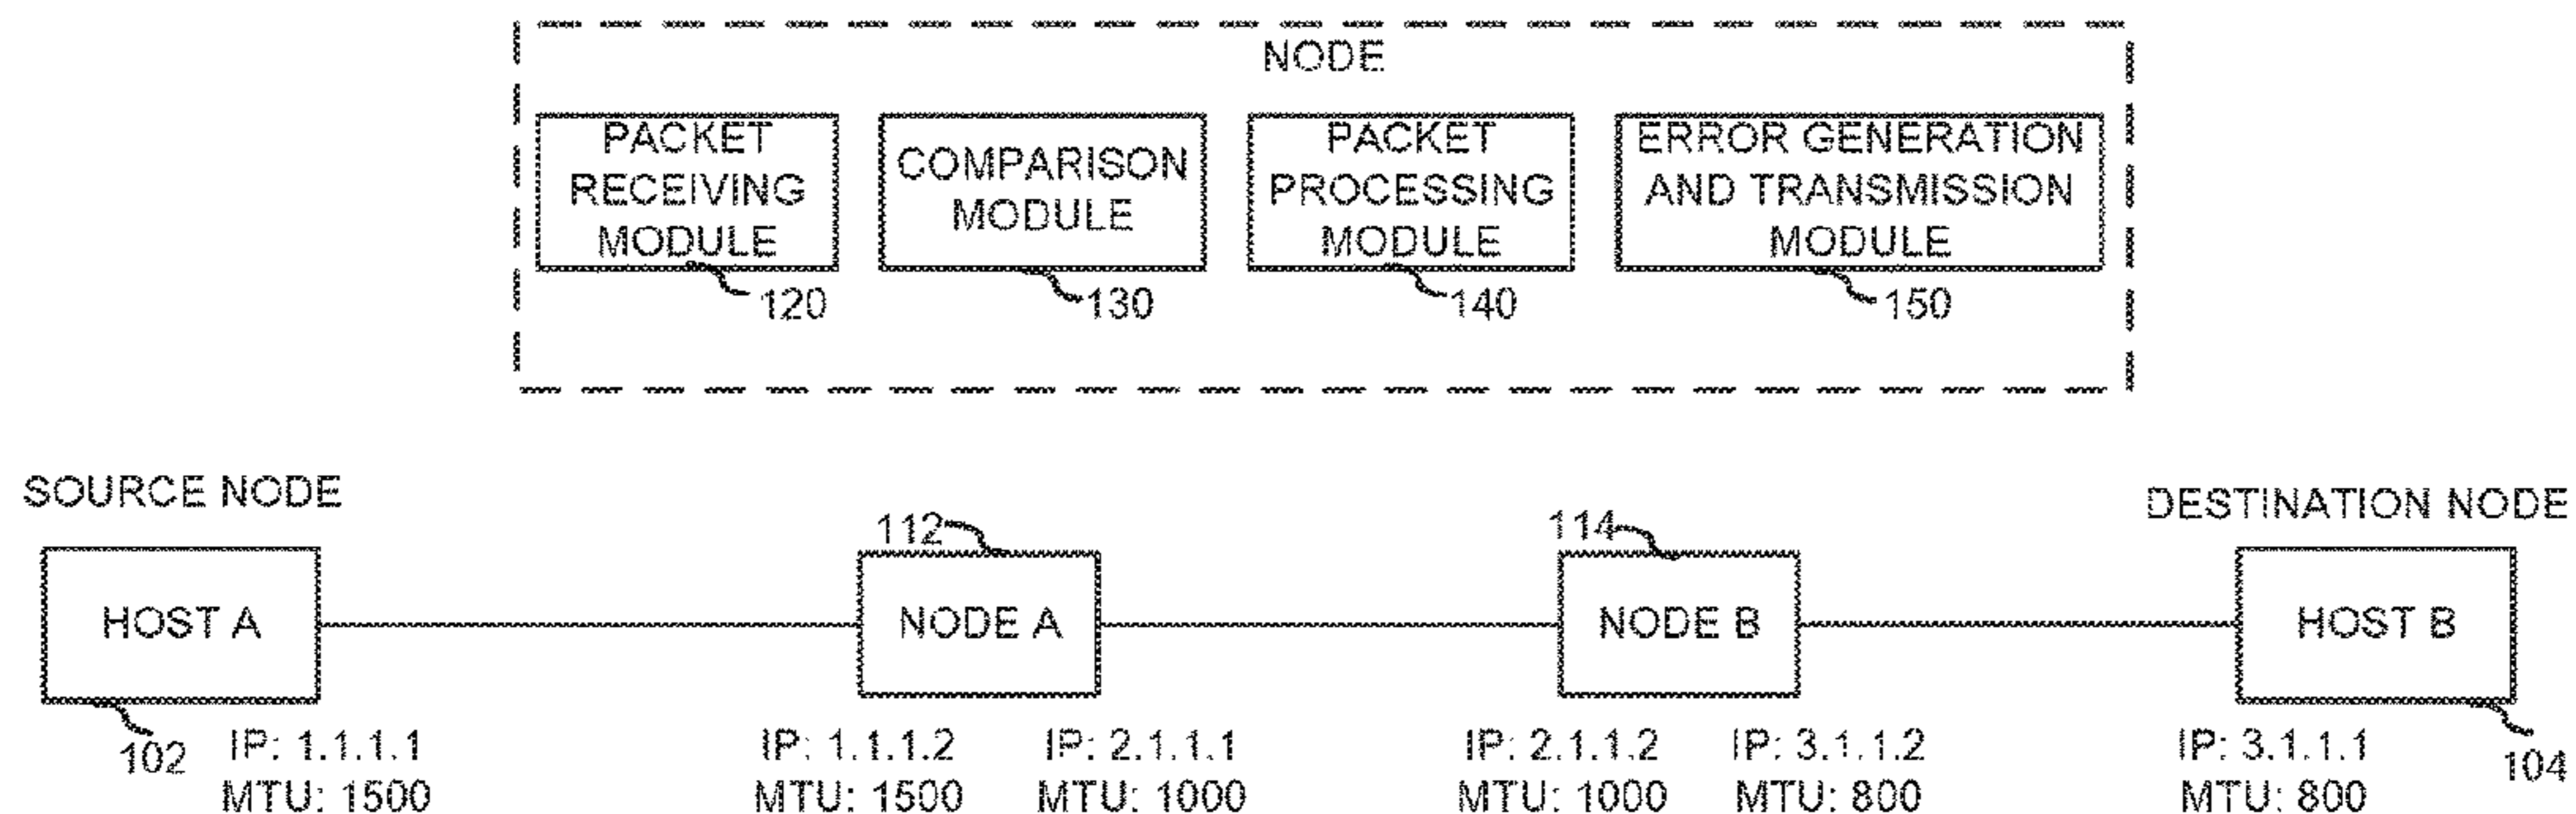 NODE
PACKET
RECEIVING
MODULE
120
COMPARISON
MODULE
130
PACKET
PROCESSING
MODULE
140
ERROR GENERATION
AND TRANSMISSION
MODULE
150
SOURCE NODE
HOST A
102
IP: 1.1.1.1
MTU: 1500
112
NODE A
IP: 1.1.1.2
MTU: 1500
IP: 2.1.1.1
MTU: 1000
114
NODE B
IP: 2.1.1.2
MTU: 1000
IP: 3.1.1.2
MTU: 800
DESTINATION NODE
HOST B
IP: 3.1.1.1
MTU: 800
104